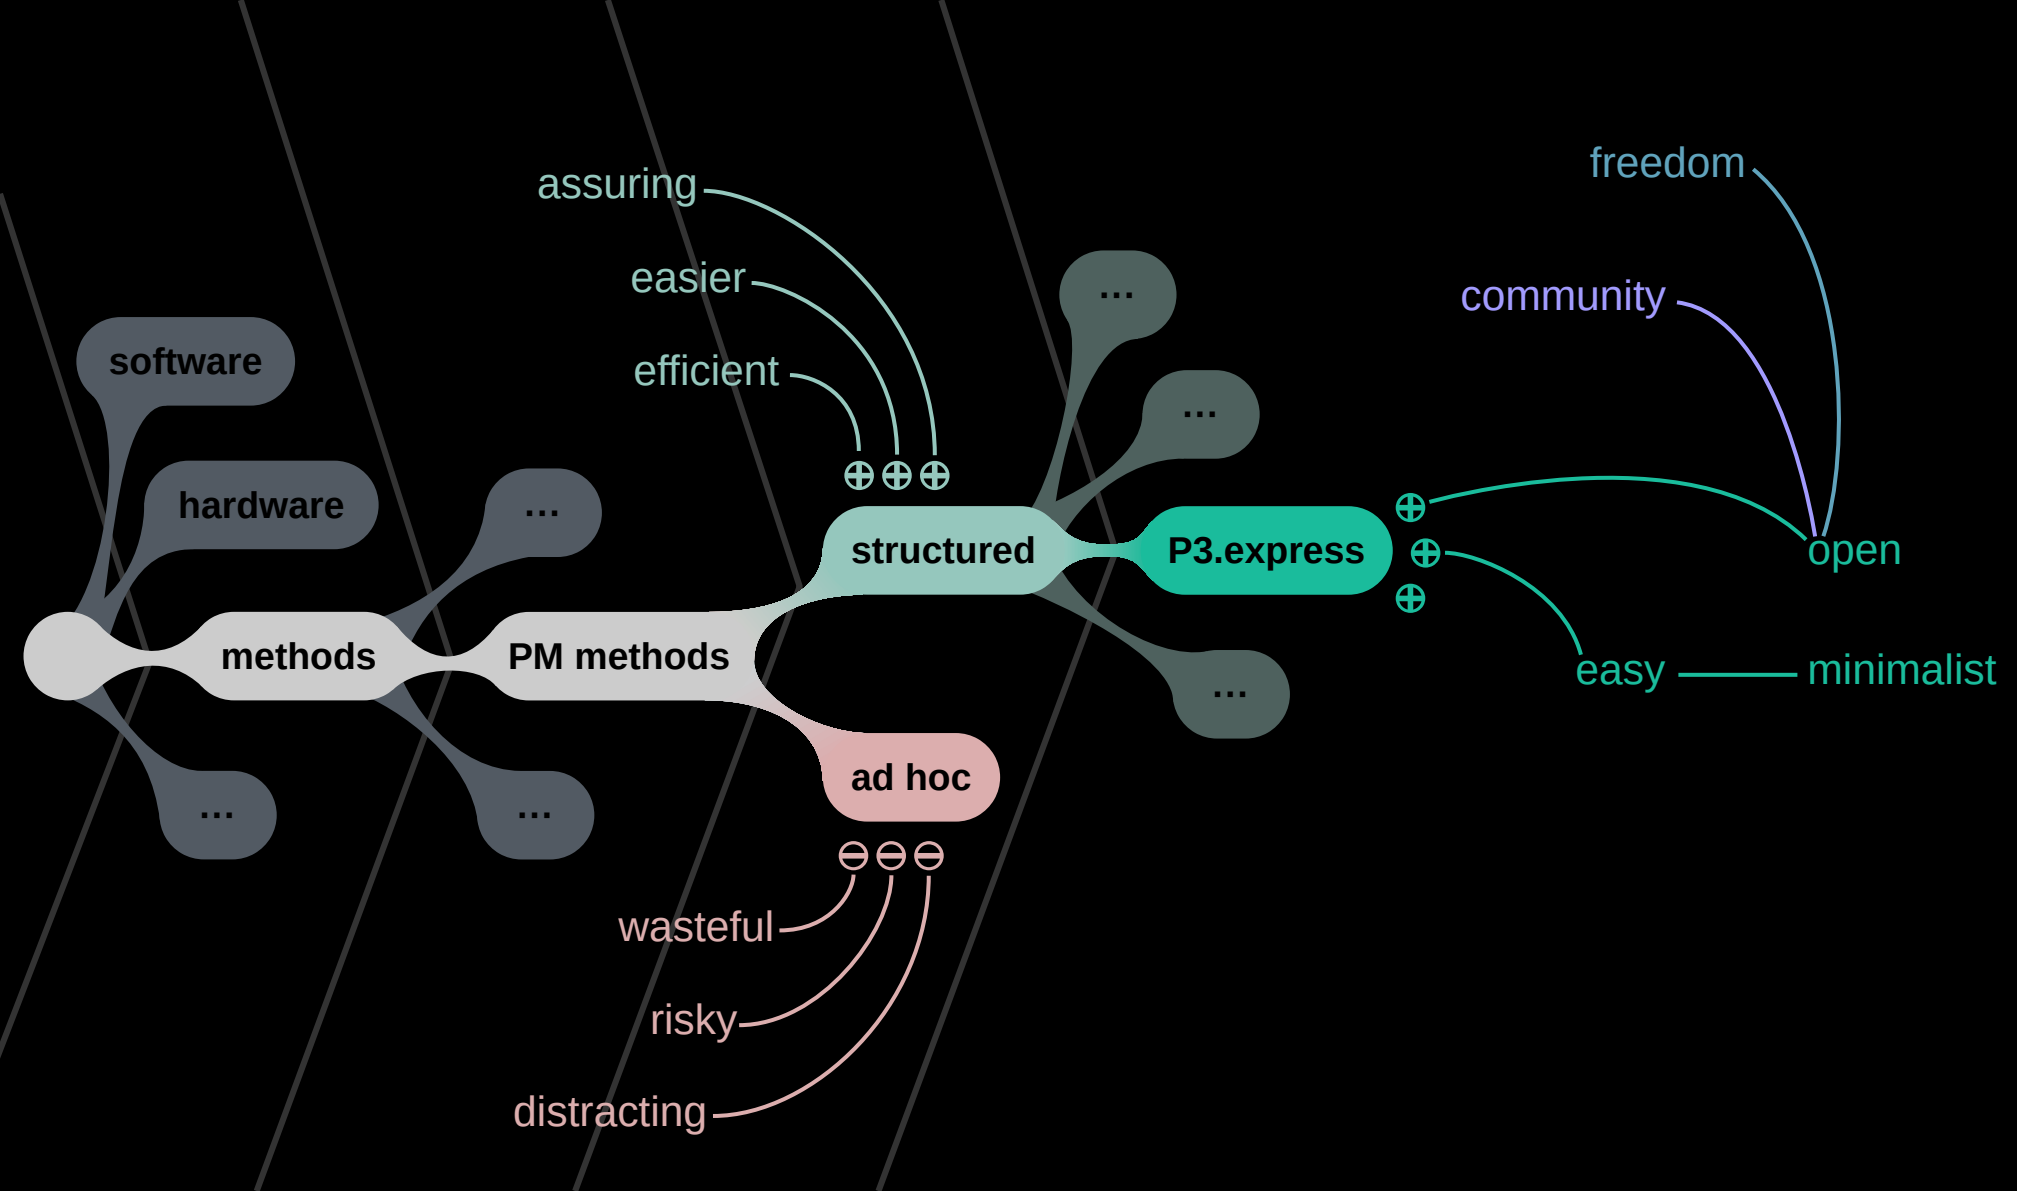 freedom
assuring
easier
community
...
software
efficient
...
hardware
...
structured
P3.express
open
methods
PM methods
easy
minimalist
...
ad hoc
...
...
wasteful
risky
distracting